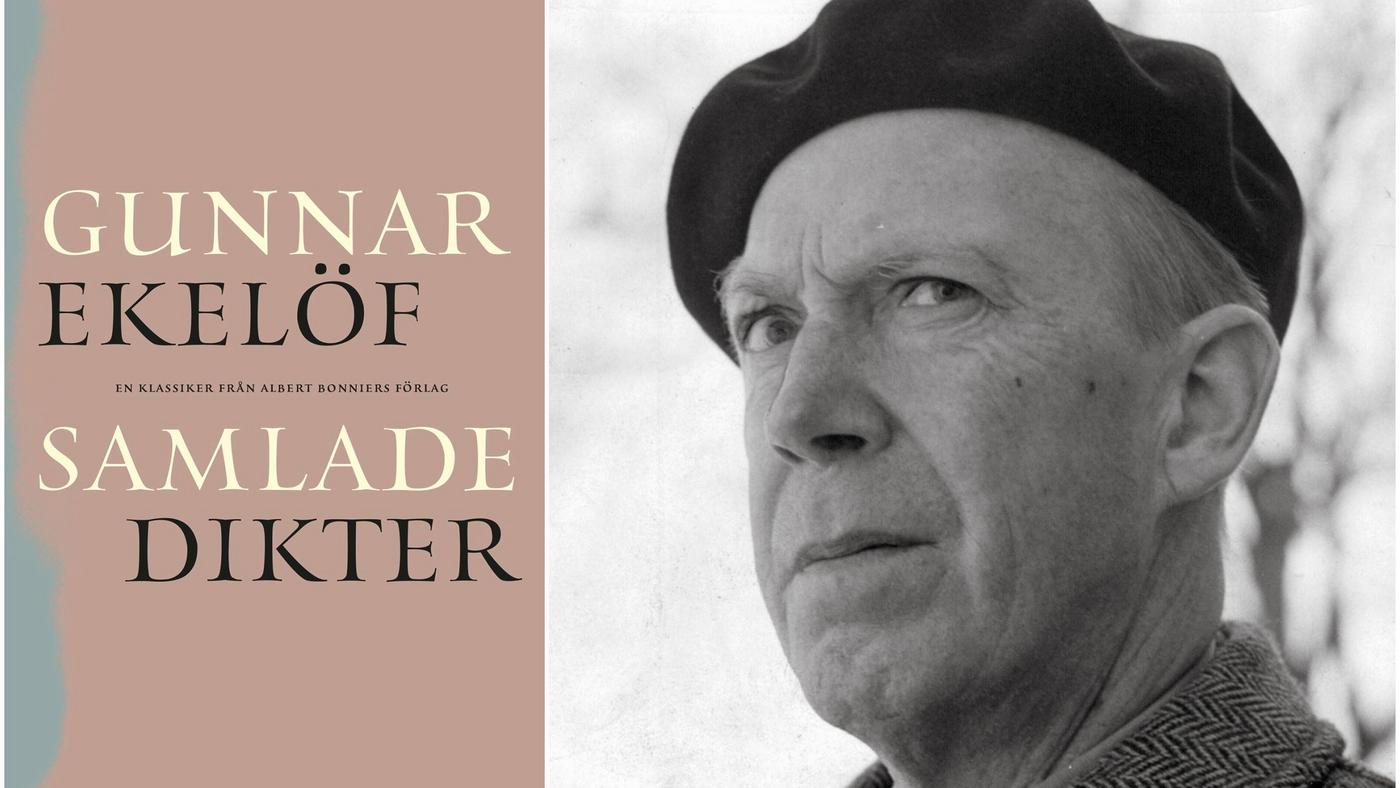 GUNNAR
EKELÖF
EN KLASSIKER FRÅN ALBERT BONNIERS FÖRLAG
SAMLADE
DIKTER